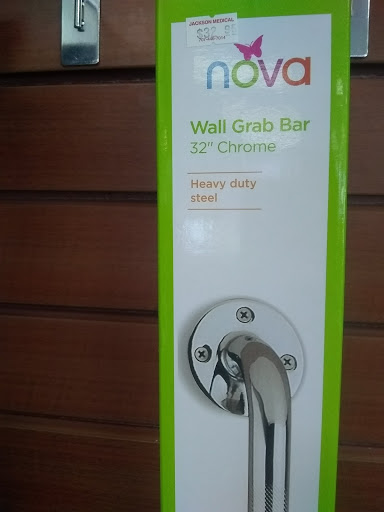 JACKSON MEDICAL
nova
Wall Grab Bar
32" Chrome
Heavy duty
steel